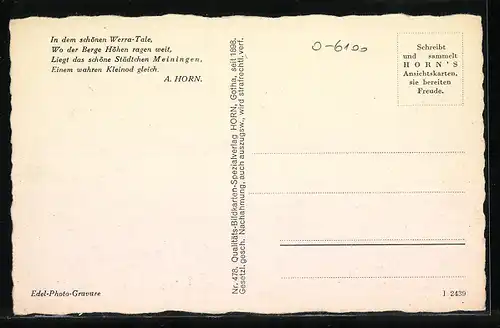 In dem schönen Werra-Tale,
Wo der Berge Höhen ragen weit,
Liegt das schöne Städtchen Meiningen,
Einem wahren Kleinod gleich.
A. HORN.
Edel-Photo-Gravure
Nr. 478. Qualitäts-Bildkarten-Spezialverlag HORN, Gotha, seit 1898.
Gesetzl. gesch. Nachahmung, auch auszugsw., wird strafrechtl. verf.
O-6100
Schreibt
und sammelt
HORN'S
Ansichtskarten,
sie bereiten
Freude.
I 2439